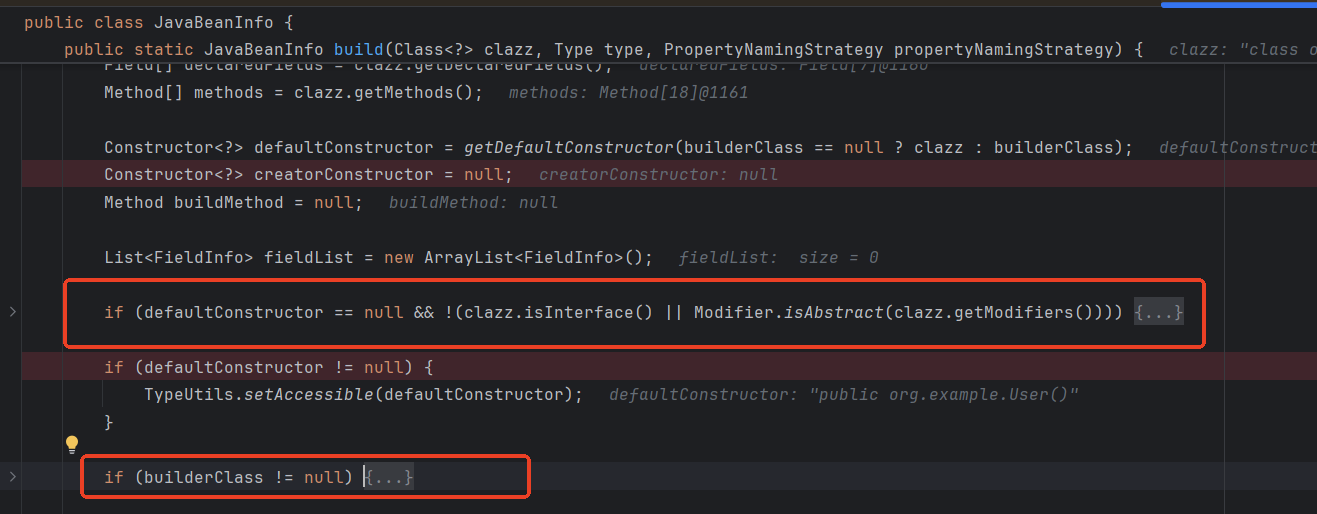 public class JavaBeanInfo {
public static JavaBeanInfo build(Class<?> clazz, Type type, PropertyNamingStrategy propertyNamingStrategy) { clazz: "class o
Field[] declaredFields = clazz.getDeclaredFields(); declaredFields: Field[7]@1160
Method[] methods = clazz.getMethods(); methods: Method[18]@1161
Constructor<?> defaultConstructor = getDefaultConstructor(builderClass == null ? clazz : builderClass); defaultConstruct
Constructor<?> creatorConstructor = null; creatorConstructor: null
Method buildMethod = null; buildMethod: null
List<FieldInfo> fieldList = new ArrayList<FieldInfo>(); fieldList: size = 0
if (defaultConstructor == null && !(clazz.isInterface() || Modifier.isAbstract(clazz.getModifiers()))) {...}
if (defaultConstructor != null) {
TypeUtils.setAccessible(defaultConstructor); defaultConstructor: "public org.example.User()"
}
if (builderClass != null) {...}